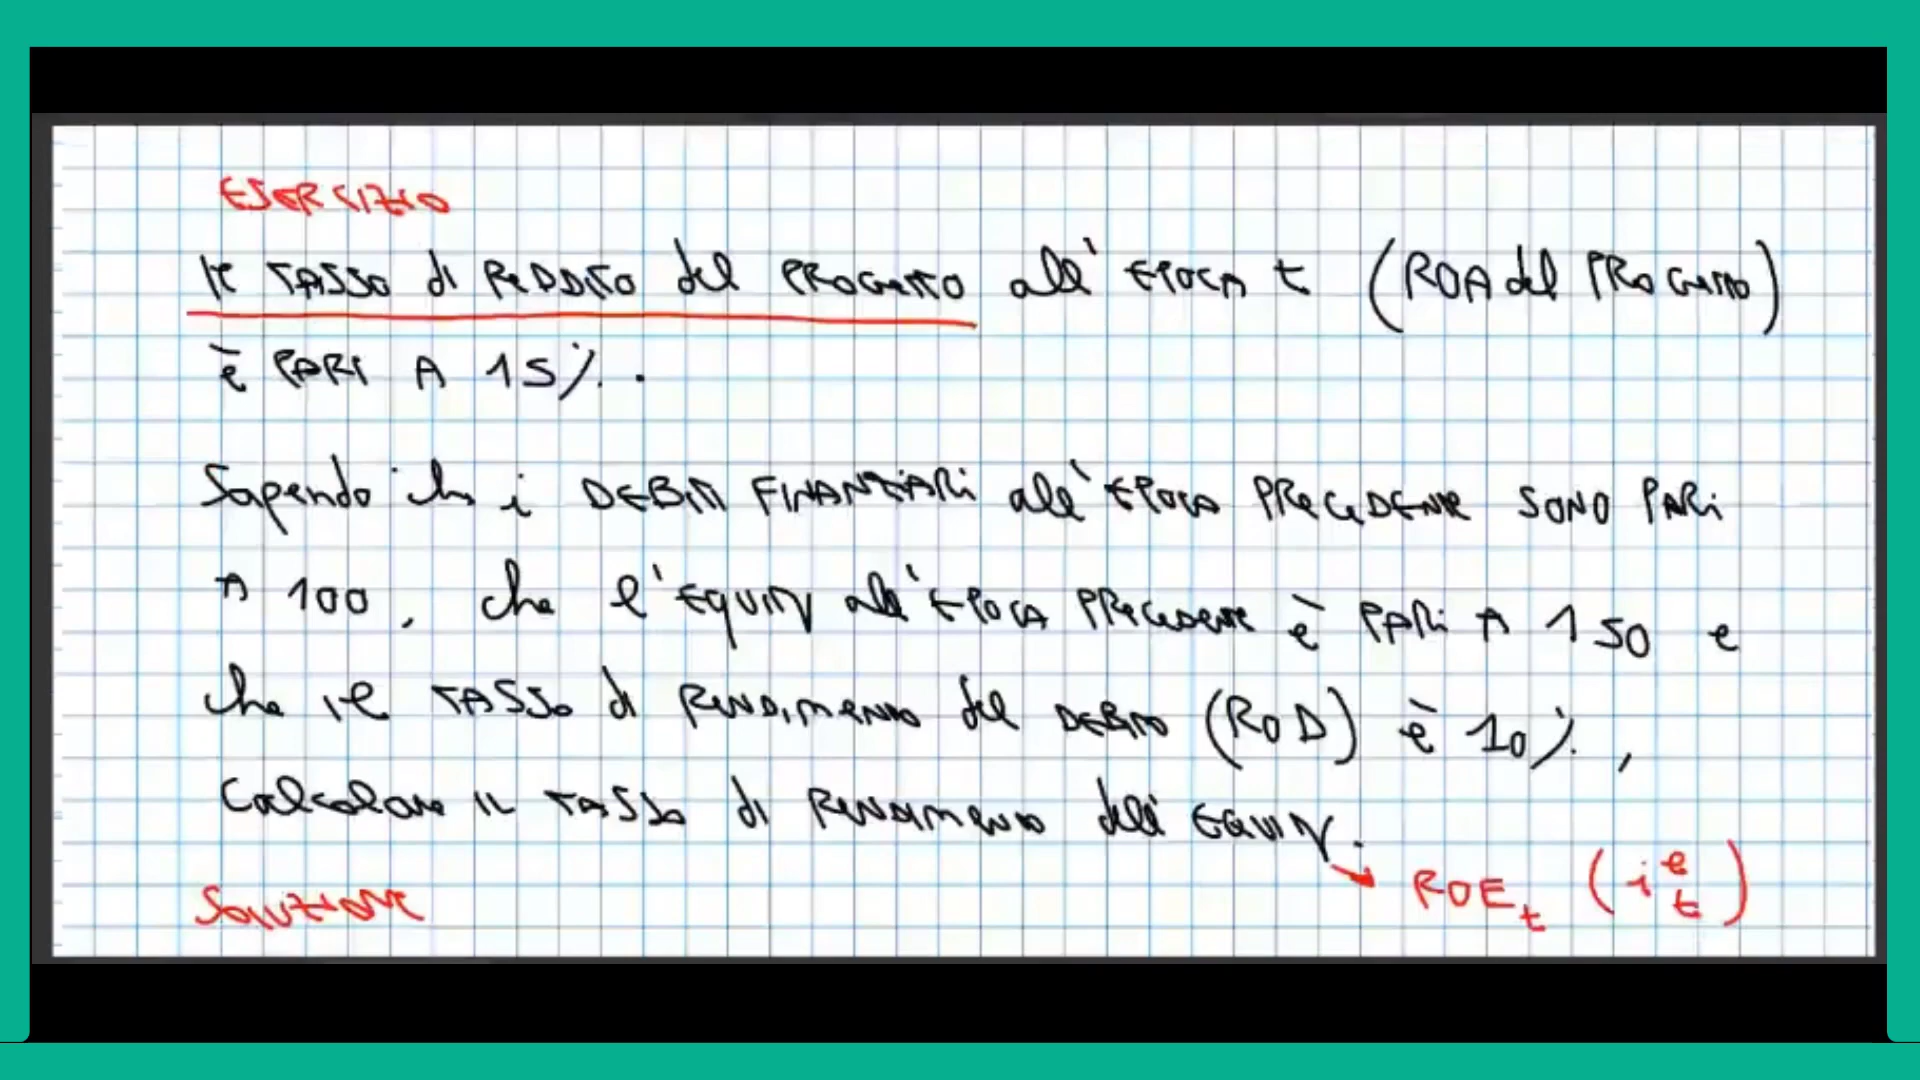 ESERCIZIO
Il TASSO di REDDITO del PROGETTO all'EPOCA t (ROA del PROGETTO)
è PARI A 15%.
Sapendo che i DEBITI FINANZIARI all'EPOCA PRECEDENTE SONO PARI
A 100, che l'EQUITY all'EPOCA PRECEDENTE è PARI A 150 e
che il TASSO di RENDIMENTO del DEBITO (ROD) è 10%,
Calcolare IL TASSO di RENDIMENTO dell'EQUITY.
ROE_t (i^e_t)
SOLUZIONE